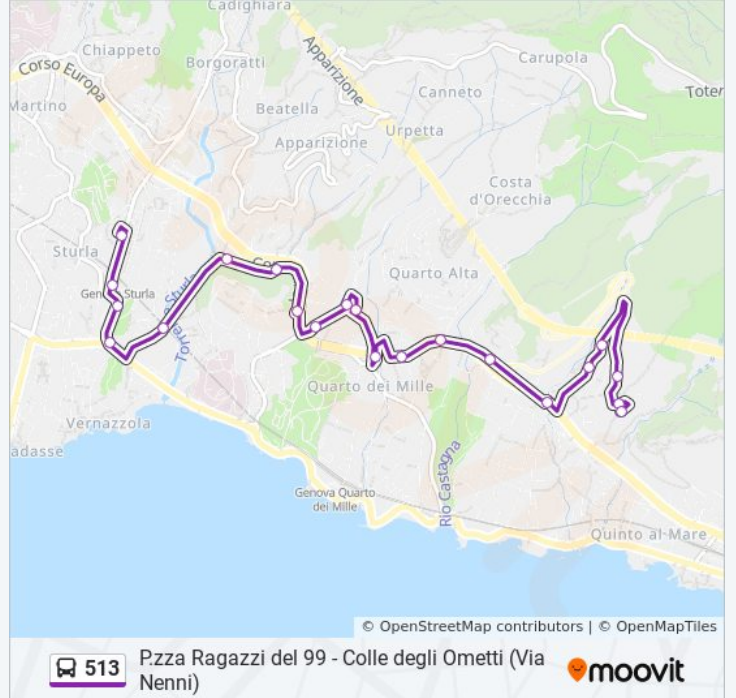 Cadighiara
Chiappeto
Borgoratti
Corso Europa
Apparizione
Carupola
Martino
Beatella
Canneto
Toter
Apparizione
Urpetta
Costa
d'Orecchia
Sturla
Quarto Alta
Torrente Sturla
Quarto dei Mille
Vernazzola
adasse
Rio Castagna
Genova Quarto
dei Mille
Quinto al Mare
© OpenStreetMap contributors | © OpenMapTiles
513
P.zza Ragazzi del 99 - Colle degli Ometti (Via
Nenni)
moovit